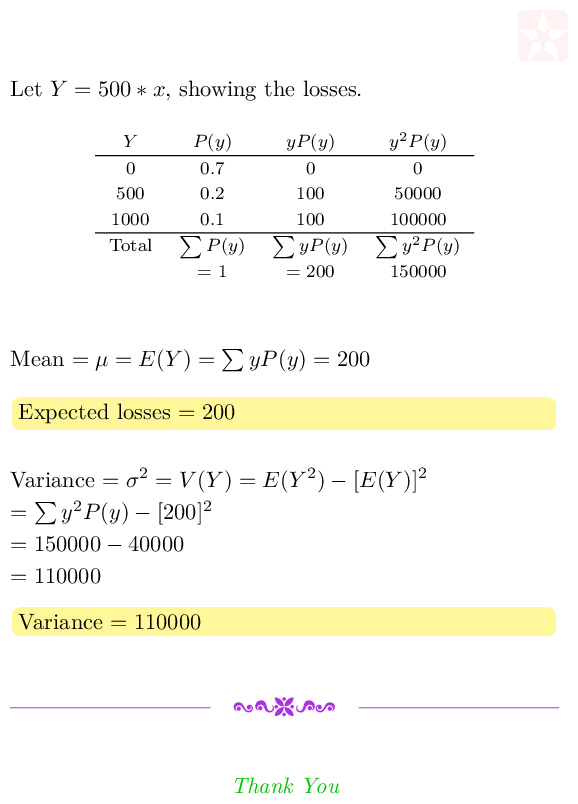 Let Y = 500 ∗ x, showing the losses.
Y P(y) yP(y) y²P(y)
0 0.7 0 0
500 0.2 100 50000
1000 0.1 100 100000
Total ∑ P(y) ∑ yP(y) ∑ y²P(y)
= 1 = 200 150000
Mean = μ = E(Y) = ∑ yP(y) = 200
Expected losses = 200
Variance = σ² = V(Y) = E(Y²) − [E(Y)]²
= ∑ y²P(y) − [200]²
= 150000 − 40000
= 110000
Variance = 110000
Thank You